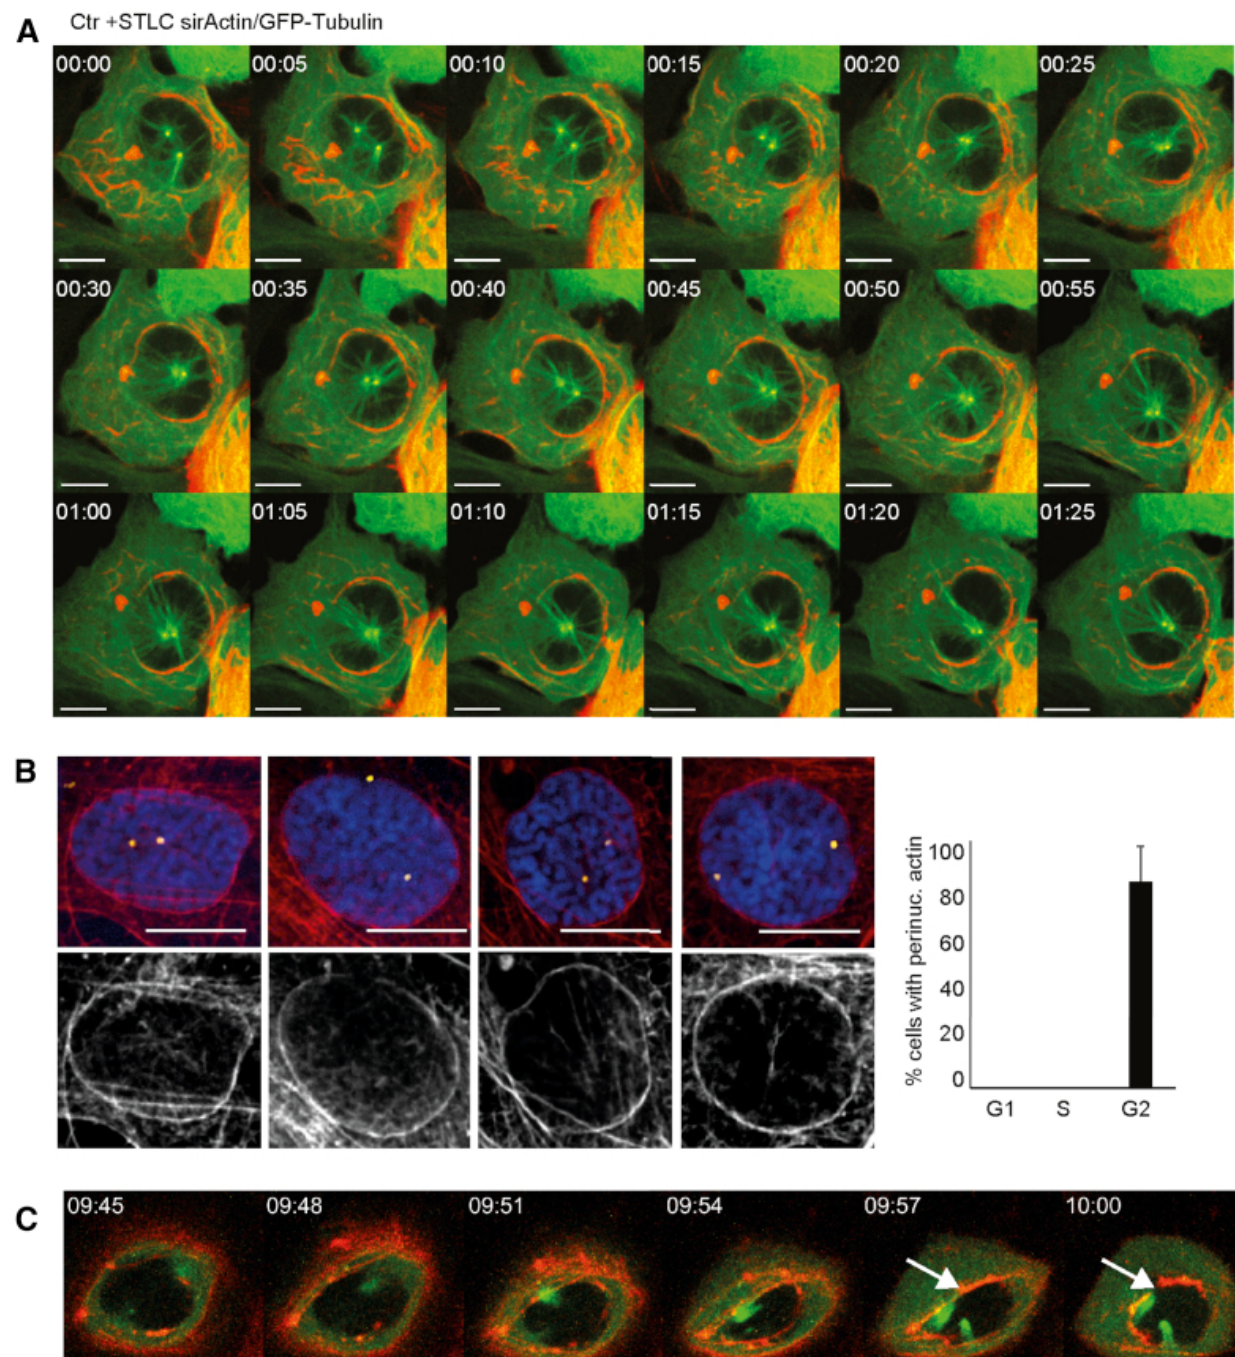 A
Ctr +STLC sirActin/GFP-Tubulin
00:00 00:05 00:10 00:15 00:20 00:25
00:30 00:35 00:40 00:45 00:50 00:55
01:00 01:05 01:10 01:15 01:20 01:25
B
% cells with perinuc. actin
100
80
60
40
20
0
G1 S G2
C
09:45 09:48 09:51 09:54 09:57 10:00